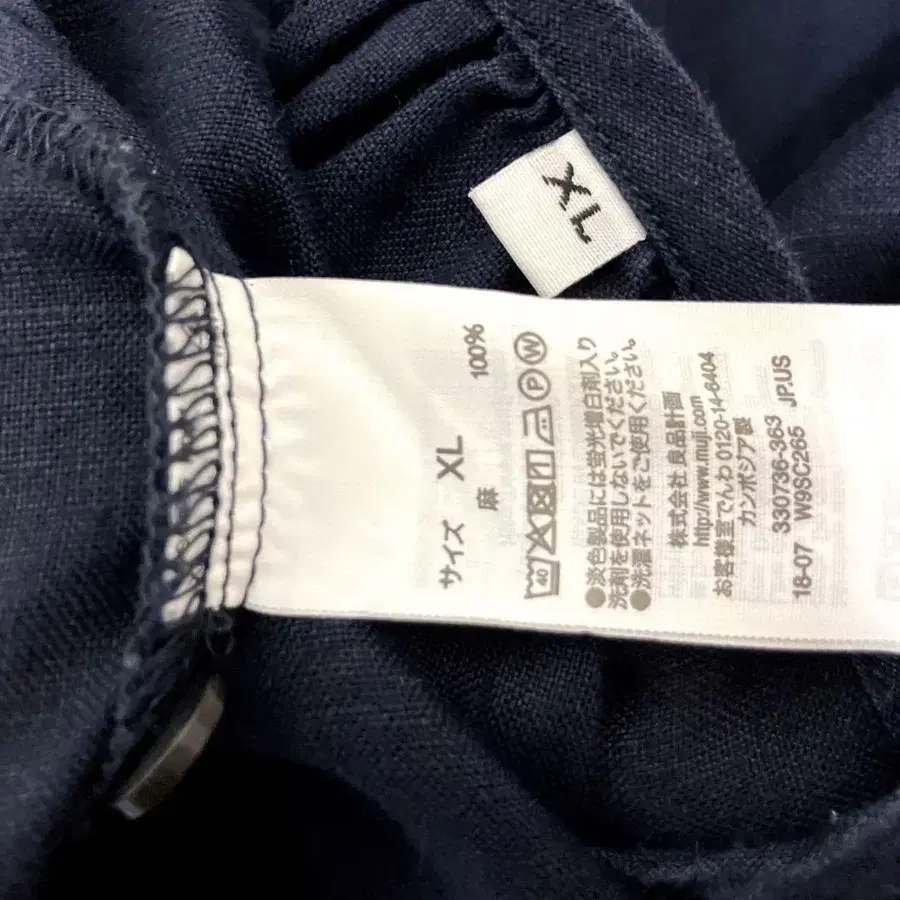 XL
サイズ XL
麻 100%
40 P W
●淡色製品には蛍光増白剤入り
洗剤を使用しないでください。
●洗濯ネットをご使用ください。
株式会社 良品計画
http://www.muji.com
お客様室でんわ 0120-14-6404
カンボジア製
330736-363
18-07 W9SC265 JP.US